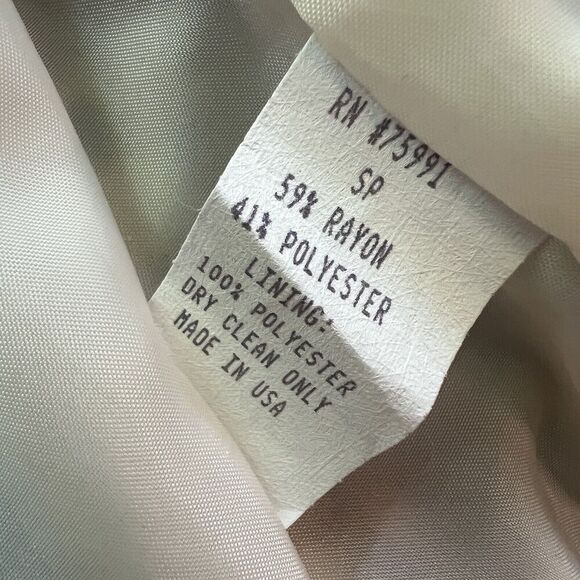 RN #75991
SP
59% RAYON
41% POLYESTER
LINING:
100% POLYESTER
DRY CLEAN ONLY
MADE IN USA